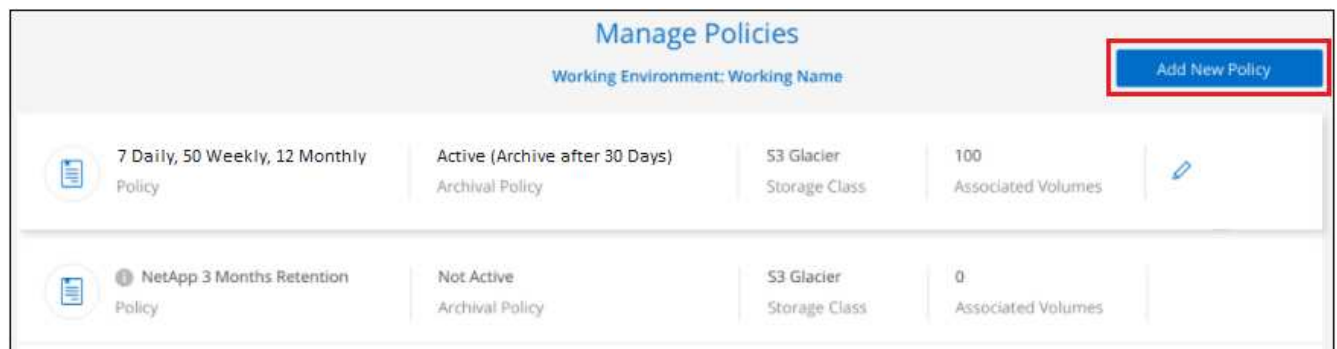 Manage Policies
Working Environment: Working Name
Add New Policy
7 Daily, 50 Weekly, 12 Monthly
Policy
Active (Archive after 30 Days)
Archival Policy
S3 Glacier
Storage Class
100
Associated Volumes
NetApp 3 Months Retention
Policy
Not Active
Archival Policy
S3 Glacier
Storage Class
0
Associated Volumes